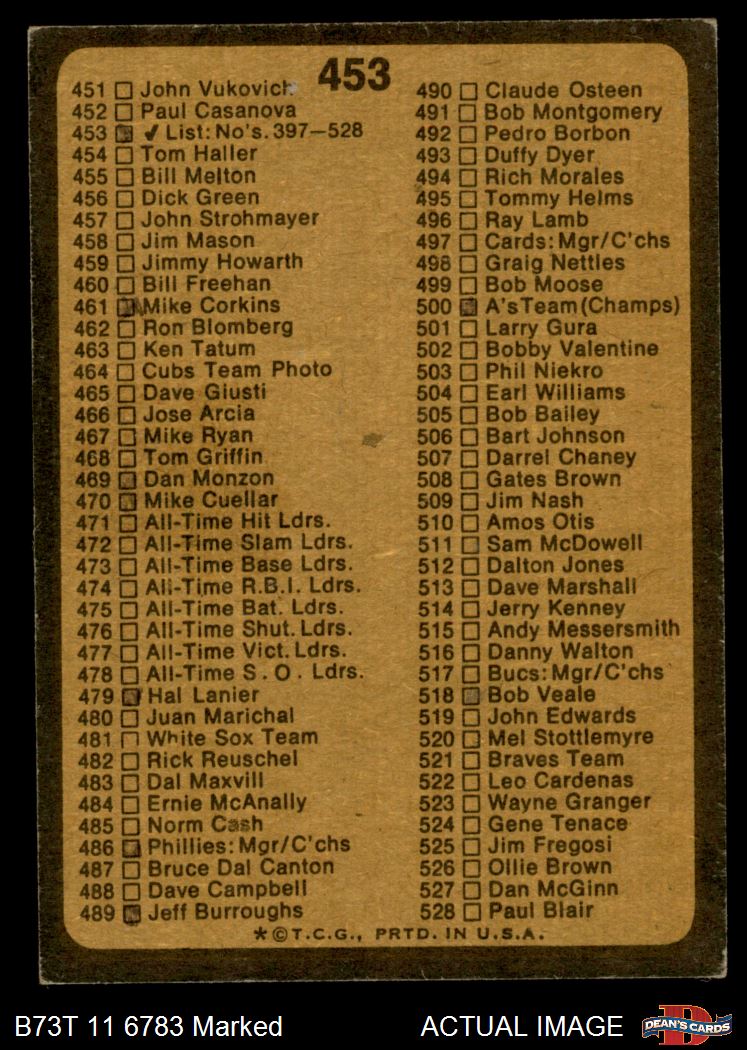 453
451 John Vukovich
452 Paul Casanova
453 ✓ List: No's. 397–528
454 Tom Haller
455 Bill Melton
456 Dick Green
457 John Strohmayer
458 Jim Mason
459 Jimmy Howarth
460 Bill Freehan
461 Mike Corkins
462 Ron Blomberg
463 Ken Tatum
464 Cubs Team Photo
465 Dave Giusti
466 Jose Arcia
467 Mike Ryan
468 Tom Griffin
469 Dan Monzon
470 Mike Cuellar
471 All-Time Hit Ldrs.
472 All-Time Slam Ldrs.
473 All-Time Base Ldrs.
474 All-Time R.B.I. Ldrs.
475 All-Time Bat. Ldrs.
476 All-Time Shut. Ldrs.
477 All-Time Vict. Ldrs.
478 All-Time S.O. Ldrs.
479 Hal Lanier
480 Juan Marichal
481 White Sox Team
482 Rick Reuschel
483 Dal Maxvill
484 Ernie McAnally
485 Norm Cash
486 Phillies: Mgr/C'chs
487 Bruce Dal Canton
488 Dave Campbell
489 Jeff Burroughs
490 Claude Osteen
491 Bob Montgomery
492 Pedro Borbon
493 Duffy Dyer
494 Rich Morales
495 Tommy Helms
496 Ray Lamb
497 Cards: Mgr/C'chs
498 Graig Nettles
499 Bob Moose
500 A's Team (Champs)
501 Larry Gura
502 Bobby Valentine
503 Phil Niekro
504 Earl Williams
505 Bob Bailey
506 Bart Johnson
507 Darrel Chaney
508 Gates Brown
509 Jim Nash
510 Amos Otis
511 Sam McDowell
512 Dalton Jones
513 Dave Marshall
514 Jerry Kenney
515 Andy Messersmith
516 Danny Walton
517 Bucs: Mgr/C'chs
518 Bob Veale
519 John Edwards
520 Mel Stottlemyre
521 Braves Team
522 Leo Cardenas
523 Wayne Granger
524 Gene Tenace
525 Jim Fregosi
526 Ollie Brown
527 Dan McGinn
528 Paul Blair
*©T.C.G., PRTD. IN U.S.A.
B73T 11 6783 Marked
ACTUAL IMAGE
D
DEAN'S CARDS